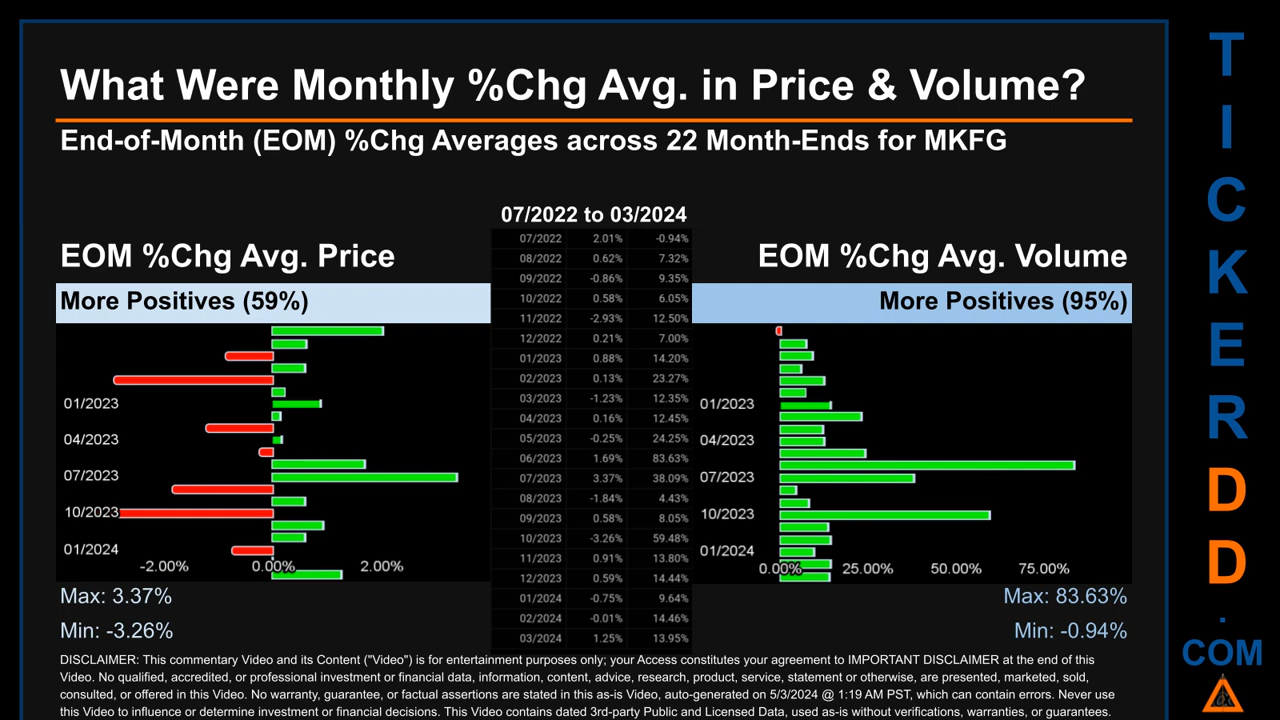 What Were Monthly %Chg Avg. in Price & Volume?
End-of-Month (EOM) %Chg Averages across 22 Month-Ends for MKFG
07/2022 to 03/2024
EOM %Chg Avg. Price
More Positives (59%)
01/2023
04/2023
07/2023
10/2023
01/2024
-2.00% 0.00% 2.00%
Max: 3.37%
Min: -3.26%
07/2022 2.01% -0.94%
08/2022 0.62% 7.32%
09/2022 -0.86% 9.35%
10/2022 0.58% 6.05%
11/2022 -2.93% 12.50%
12/2022 0.21% 7.00%
01/2023 0.88% 14.20%
02/2023 0.13% 23.27%
03/2023 -1.23% 12.35%
04/2023 0.16% 12.45%
05/2023 -0.25% 24.25%
06/2023 1.69% 83.63%
07/2023 3.37% 38.09%
08/2023 -1.84% 4.43%
09/2023 0.58% 8.05%
10/2023 -3.26% 59.48%
11/2023 0.91% 13.80%
12/2023 0.59% 14.44%
01/2024 -0.75% 9.64%
02/2024 -0.01% 14.46%
03/2024 1.25% 13.95%
EOM %Chg Avg. Volume
More Positives (95%)
01/2023
04/2023
07/2023
10/2023
01/2024
0.00% 25.00% 50.00% 75.00%
Max: 83.63%
Min: -0.94%
DISCLAIMER: This commentary Video and its Content ("Video") is for entertainment purposes only; your Access constitutes your agreement to IMPORTANT DISCLAIMER at the end of this
Video. No qualified, accredited, or professional investment or financial data, information, content, advice, research, product, service, statement or otherwise, are presented, marketed, sold,
consulted, or offered in this Video. No warranty, guarantee, or factual assertions are stated in this as-is Video, auto-generated on 5/3/2024 @ 1:19 AM PST, which can contain errors. Never use
this Video to influence or determine investment or financial decisions. This Video contains dated 3rd-party Public and Licensed Data, used as-is without verifications, warranties, or guarantees.
T
I
C
K
E
R
D
D
.
COM